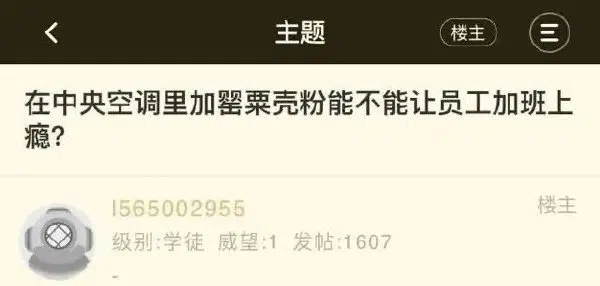 主题
楼主
在中央空调里加罂粟壳粉能不能让员工加班上
瘾?
l565002955
楼主
级别:学徒 威望:1 发帖:1607
-